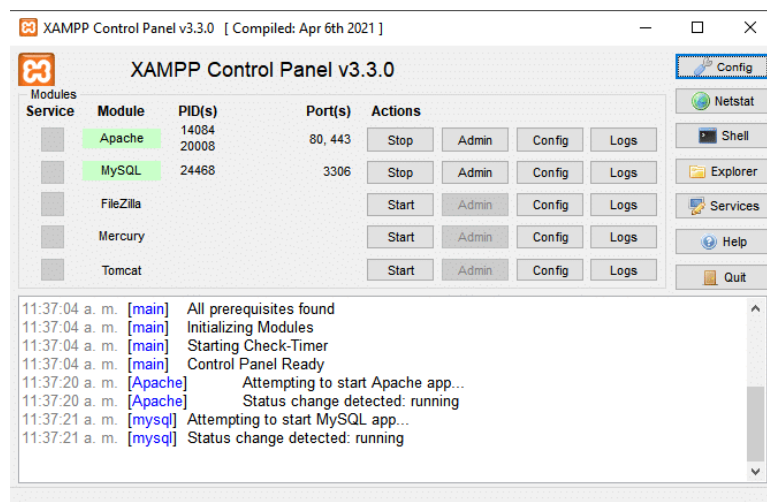 XAMPP Control Panel v3.3.0 [ Compiled: Apr 6th 2021 ]
XAMPP Control Panel v3.3.0
Config
Modules
Service Module PID(s) Port(s) Actions
Netstat
Apache 14084 20008 80, 443 Stop Admin Config Logs
Shell
MySQL 24468 3306 Stop Admin Config Logs
Explorer
FileZilla Start Admin Config Logs
Services
Mercury Start Admin Config Logs
Help
Tomcat Start Admin Config Logs
Quit
11:37:04 a. m. [main] All prerequisites found
11:37:04 a. m. [main] Initializing Modules
11:37:04 a. m. [main] Starting Check-Timer
11:37:04 a. m. [main] Control Panel Ready
11:37:20 a. m. [Apache] Attempting to start Apache app...
11:37:20 a. m. [Apache] Status change detected: running
11:37:21 a. m. [mysql] Attempting to start MySQL app...
11:37:21 a. m. [mysql] Status change detected: running